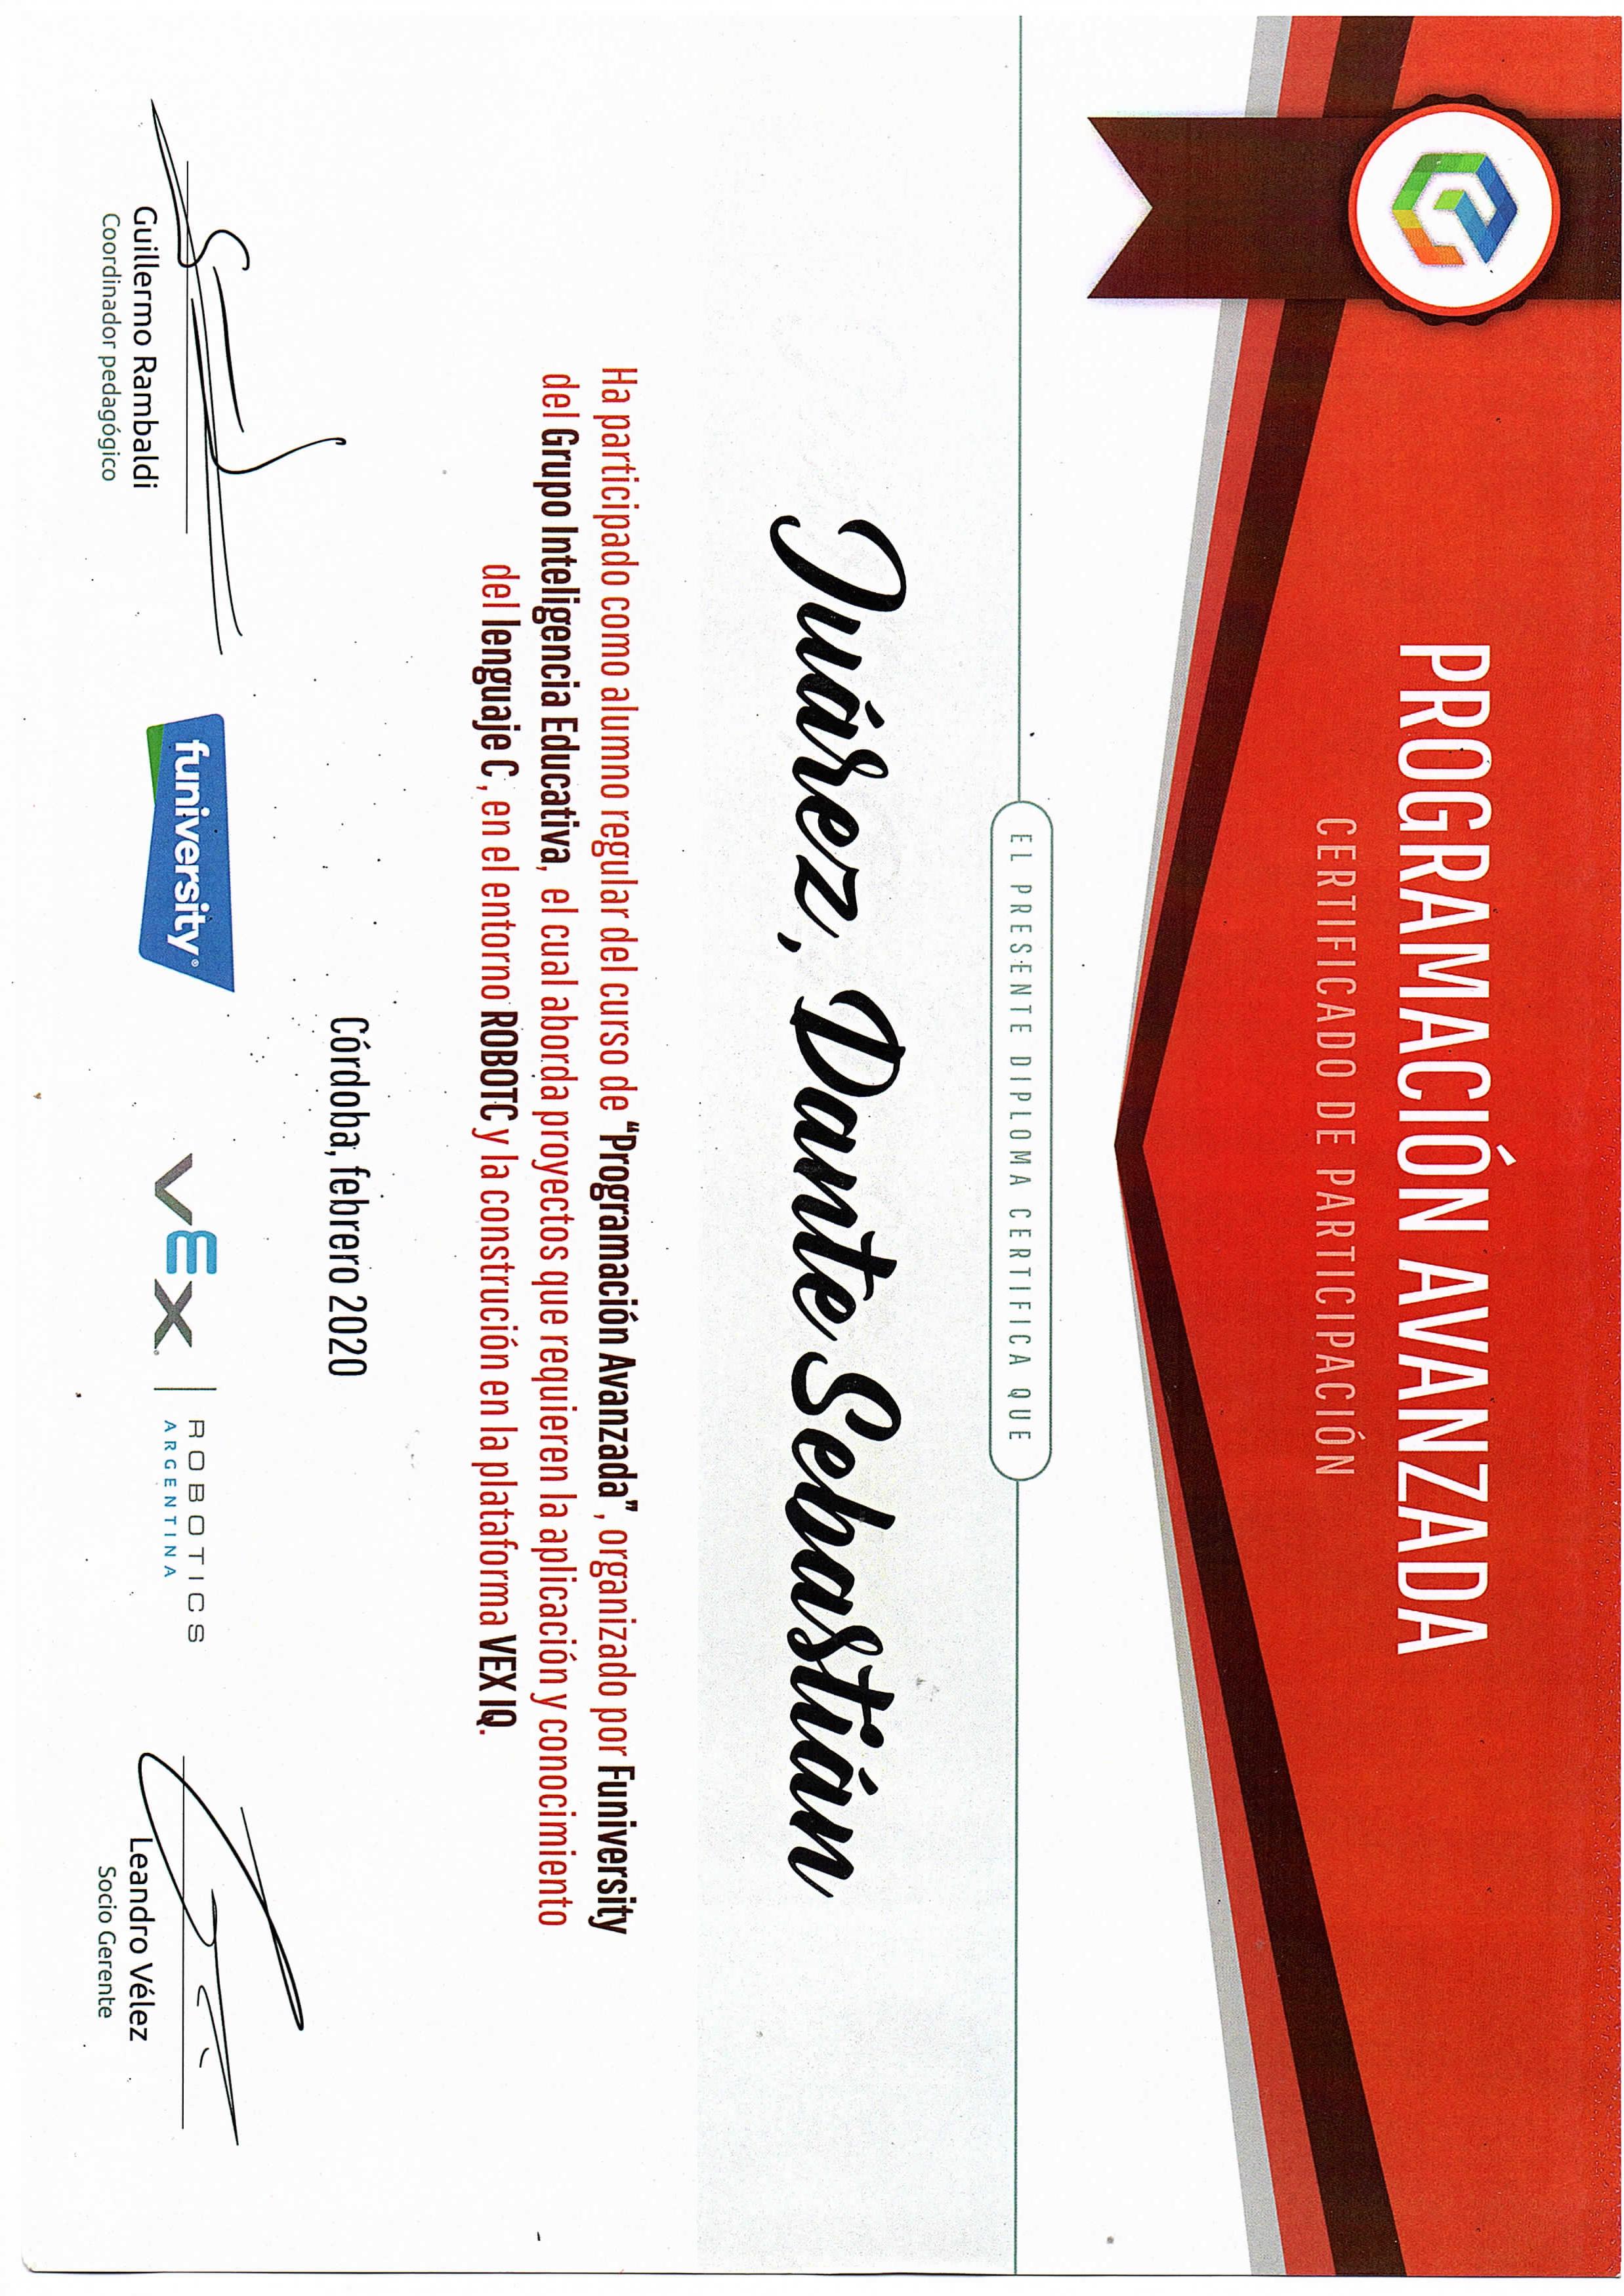 PROGRAMACIÓN AVANZADA
CERTIFICADO DE PARTICIPACIÓN
EL PRESENTE DIPLOMA CERTIFICA QUE
Juárez, Dante Sebastián
Ha participado como alumno regular del curso de “Programación Avanzada”, organizado por Funiversity
del Grupo Inteligencia Educativa, el cual aborda proyectos que requieren la aplicación y conocimiento
del lenguaje C, en el entorno ROBOTC y la construción en la plataforma VEX IQ.
Córdoba, febrero 2020
Guillermo Rambaldi
Coordinador pedagógico
funiversity®
VEX
ROBOTICS
ARGENTINA
Leandro Vélez
Socio Gerente